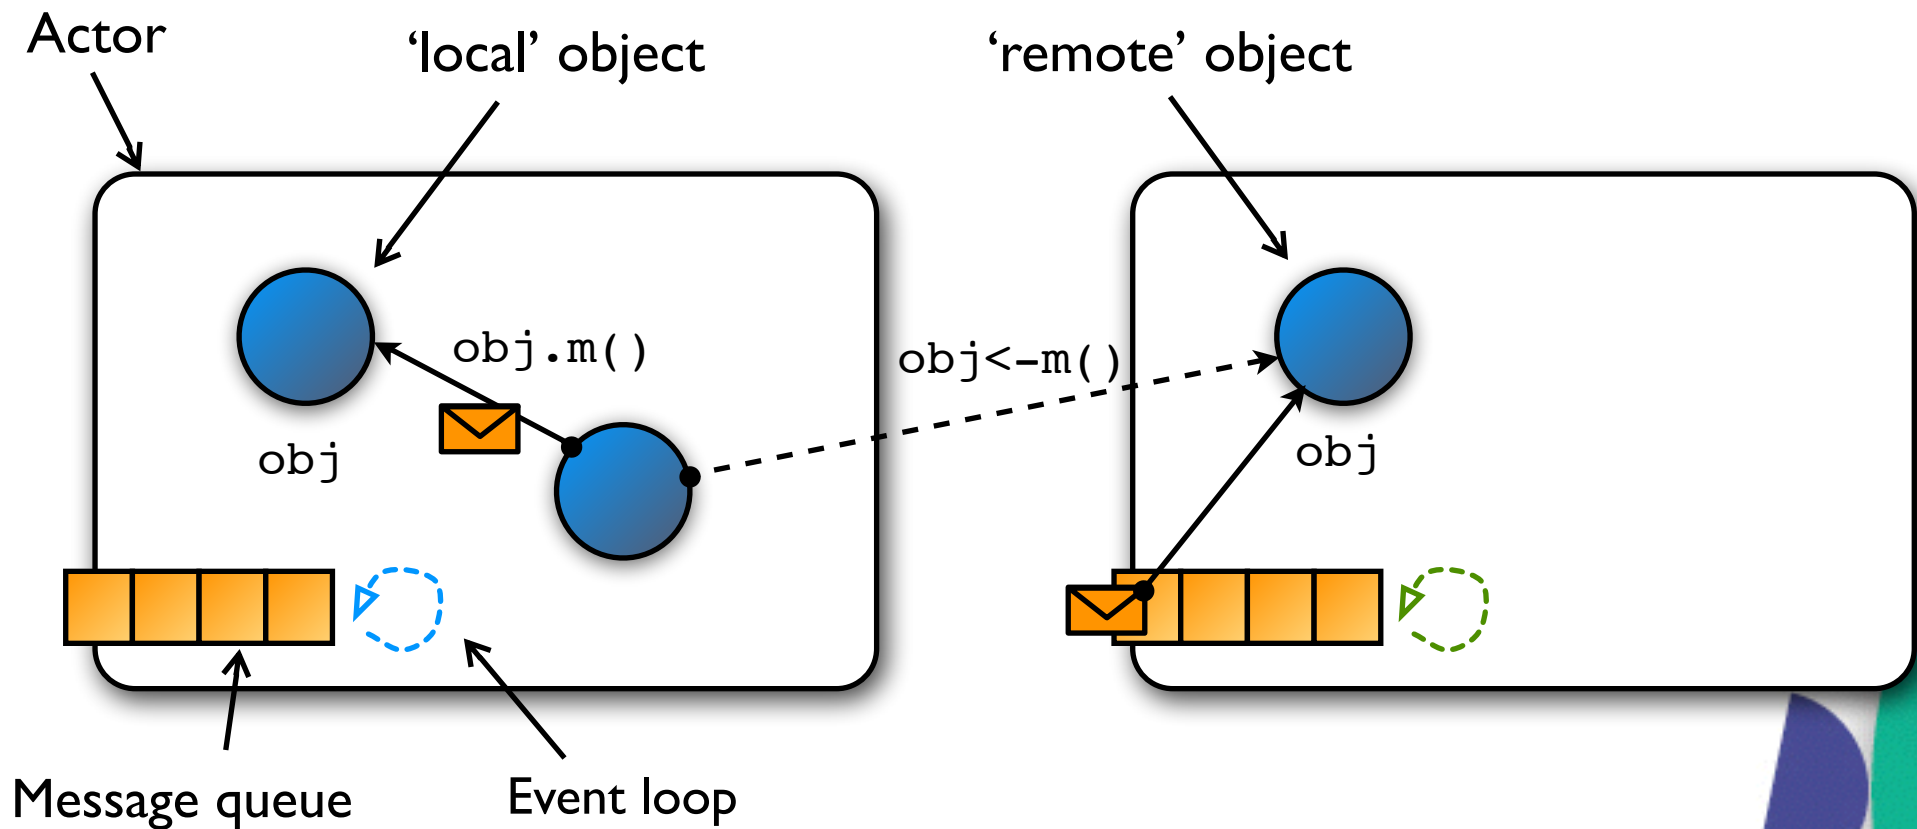 Actor
‘local’ object
‘remote’ object
obj.m()
obj<-m()
obj
obj
Message queue
Event loop